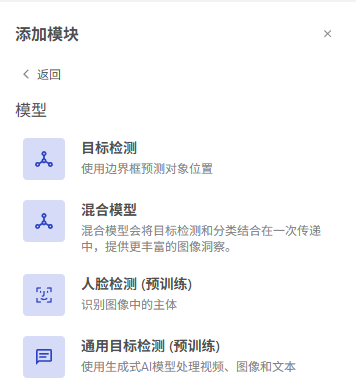 添加模块
返回
模型
目标检测
使用边界框预测对象位置
混合模型
混合模型会将目标检测和分类结合在一次传递
中，提供更丰富的图像洞察。
人脸检测 (预训练)
识别图像中的主体
通用目标检测 (预训练)
使用生成式AI模型处理视频、图像和文本